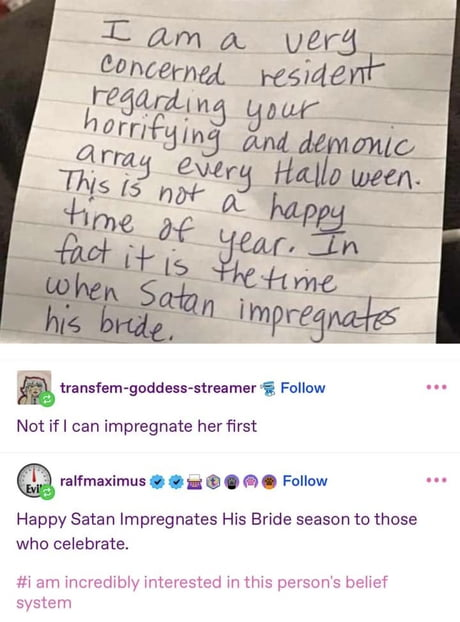 I am a very
concerned resident
regarding your
horrifying and demonic
array every Hallo ween.
This is not a happy
time of year. In
fact it is the time
when Satan impregnates
his bride.
transfem-goddess-streamer Follow
Not if I can impregnate her first
Evil
ralfmaximus Follow
Happy Satan Impregnates His Bride season to those
who celebrate.
#i am incredibly interested in this person's belief
system